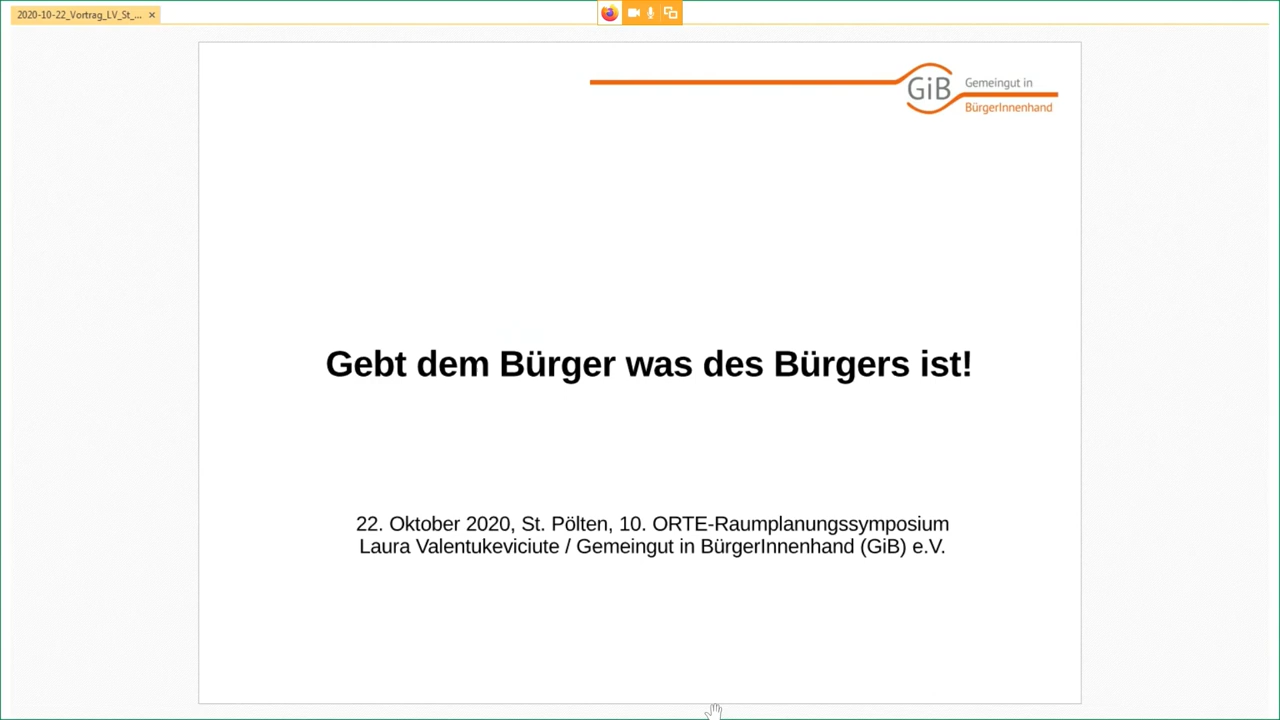 2020-10-22_Vortrag_LV_St_...
GiB
Gemeingut in
BürgerInnenhand
Gebt dem Bürger was des Bürgers ist!
22. Oktober 2020, St. Pölten, 10. ORTE-Raumplanungssymposium
Laura Valentukeviciute / Gemeingut in BürgerInnenhand (GiB) e.V.